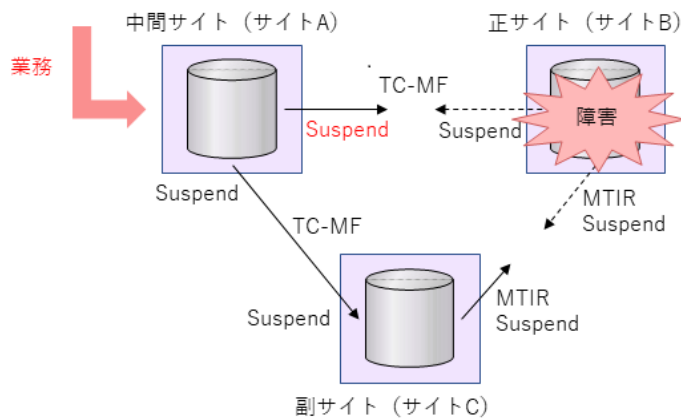 中間サイト（サイトA）
正サイト（サイトB）
業務
TC-MF
障害
Suspend
Suspend
Suspend
MTIR
Suspend
TC-MF
Suspend
MTIR
Suspend
副サイト（サイトC）